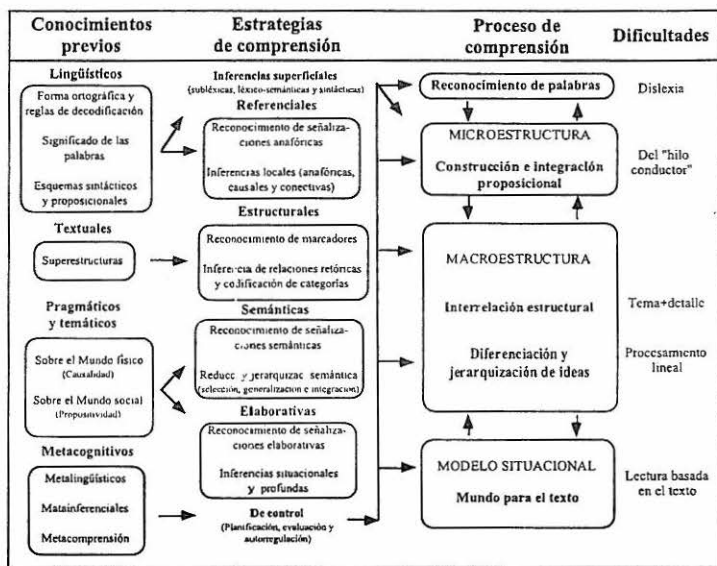 Conocimientos
previos
Estrategias
de comprensión
Proceso de
comprensión
Dificultades
Lingüísticos
Forma ortográfica y
reglas de decodificación
Significado de las
palabras
Esquemas sintácticos
y proposicionales
Textuales
Superestructuras
Pragmáticos
y temáticos
Sobre el Mundo físico
(Causalidad)
Sobre el Mundo social
(Propositividad)
Metacognitivos
Metalingüísticos
Matainferenciales
Metacomprensión
Inferencias superficiales
(subléxicas, léxico-semánticas y sintácticas)
Referenciales
Reconocimiento de señaliza-
ciones anafóricas
Inferencias locales (anafóricas,
causales y conectivas)
Estructurales
Reconocimiento de marcadores
Inferencia de relaciones retóricas
y codificación de categorías
Semánticas
Reconocimiento de señaliza-
ciones semánticas
Reducc y jerarquizac semántica
(selección, generalización e integración)
Elaborativas
Reconocimiento de señaliza-
ciones elaborativas
Inferencias situacionales
y profundas
De control
(Planificación, evaluación y
autorregulación)
Reconocimiento de palabras
MICROESTRUCTURA
Construcción e integración
proposicional
MACROESTRUCTURA
Interrelación estructural
Diferenciación y
jerarquización de ideas
MODELO SITUACIONAL
Mundo para el texto
Dislexia
Del "hilo
conductor"
Tema+detalle
Procesamiento
lineal
Lectura basada
en el texto